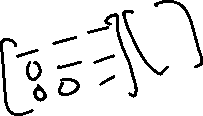 [ - - - ] [ ]
0 - -
0 0 -